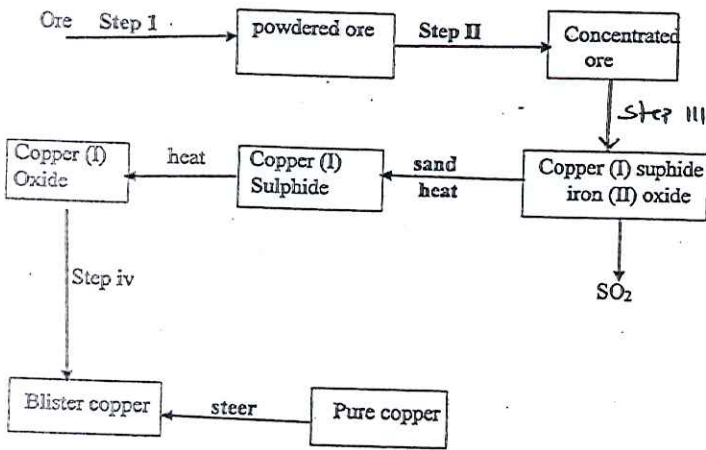 Ore
Step I
powdered ore
Step II
Concentrated
ore
Step III
Copper (I)
Oxide
heat
Copper (I)
Sulphide
sand
heat
Copper (I) suphide
iron (II) oxide
Step iv
SO₂
Blister copper
steer
Pure copper